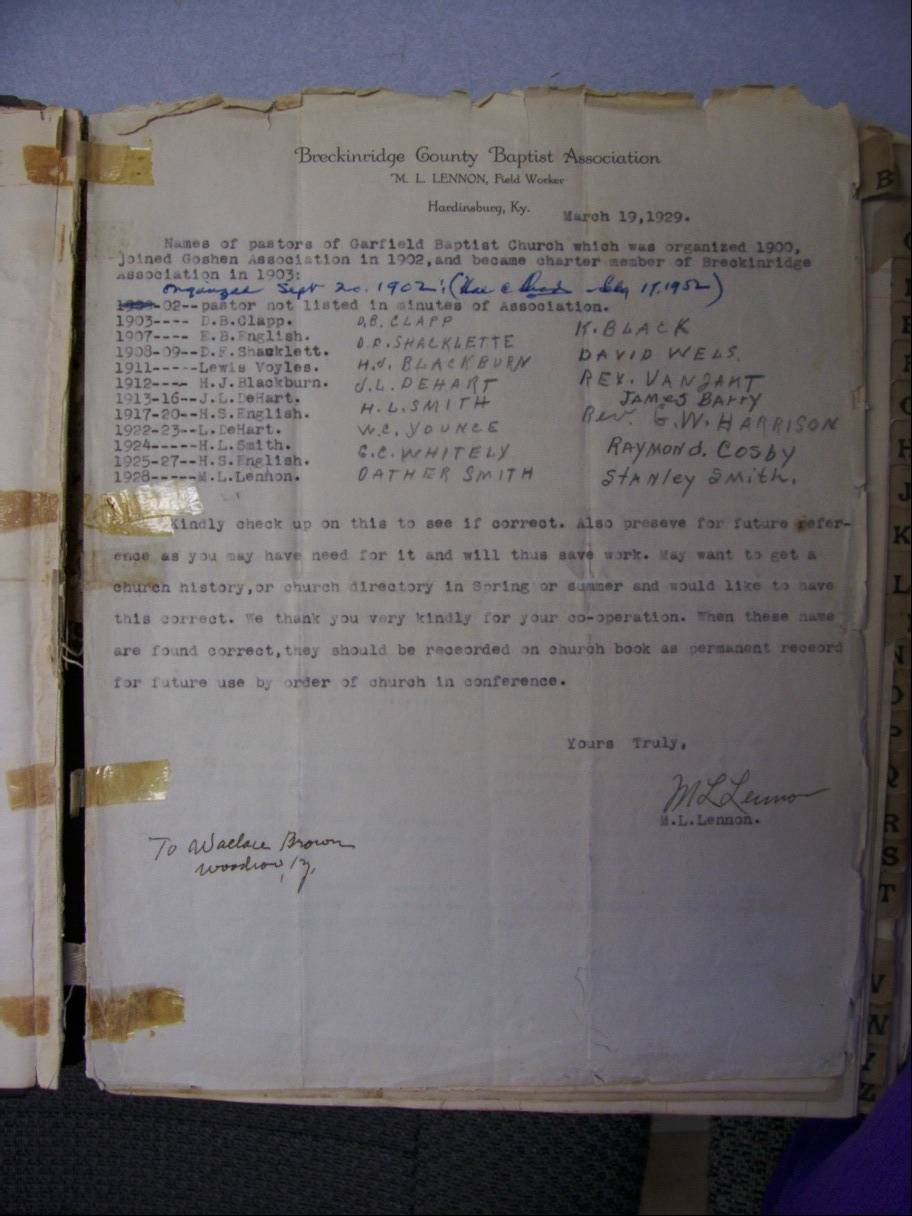 Breckinridge County Baptist Association
M. L. LENNON, Field Worker
Hardinsburg, Ky.
March 19,1929.
Names of pastors of Garfield Baptist Church which was organized 1900,
joined Goshen Association in 1902,and became charter member of Breckinridge
Association in 1903:
organized Sept 20. 1902
-02--pastor not listed in minutes of Association.
1903---- D.B.Clapp. D,B. CLAPP K. BLACK
1907---- E.B.English. D.R. SHACKLETTE
1908-09--D.F.Shacklett. H.J. BLACKBURN DAVID WELS.
1911-----Lewis Voyles. J.L. DEHART REV. VANZANT
1912---- H.J.Blackburn. H.L. SMITH JAMES BARRY
1913-16--J.L.DeHart. W.C. YOUNCE Rev. G.W. HARRISON
1917-20--H.S.English. G.C. WHITELY RAYMOND. COSBY
1922-23--L.DeHart. OATHER SMITH Stanley Smith.
1924-----H.L.Smith.
1925-27--H.S.English.
1928------M.L.Lennon.
Kindly check up on this to see if correct. Also preseve for future refer-
ence as you may have need for it and will thus save work. May want to get a
church history,or church directory in Spring or summer and would like to have
this correct. We thank you very kindly for your co-operation. When these name
are found correct,they should be receorded on church book as permanent receord
for future use by order of church in conference.
Yours Truly,
M L Lennon
M.L.Lennon.
To Wallace Brown
Woodrow, Ky.
B
G
H
J
K
L
N
O
P
Q
R
S
T
V
W
Y
Z